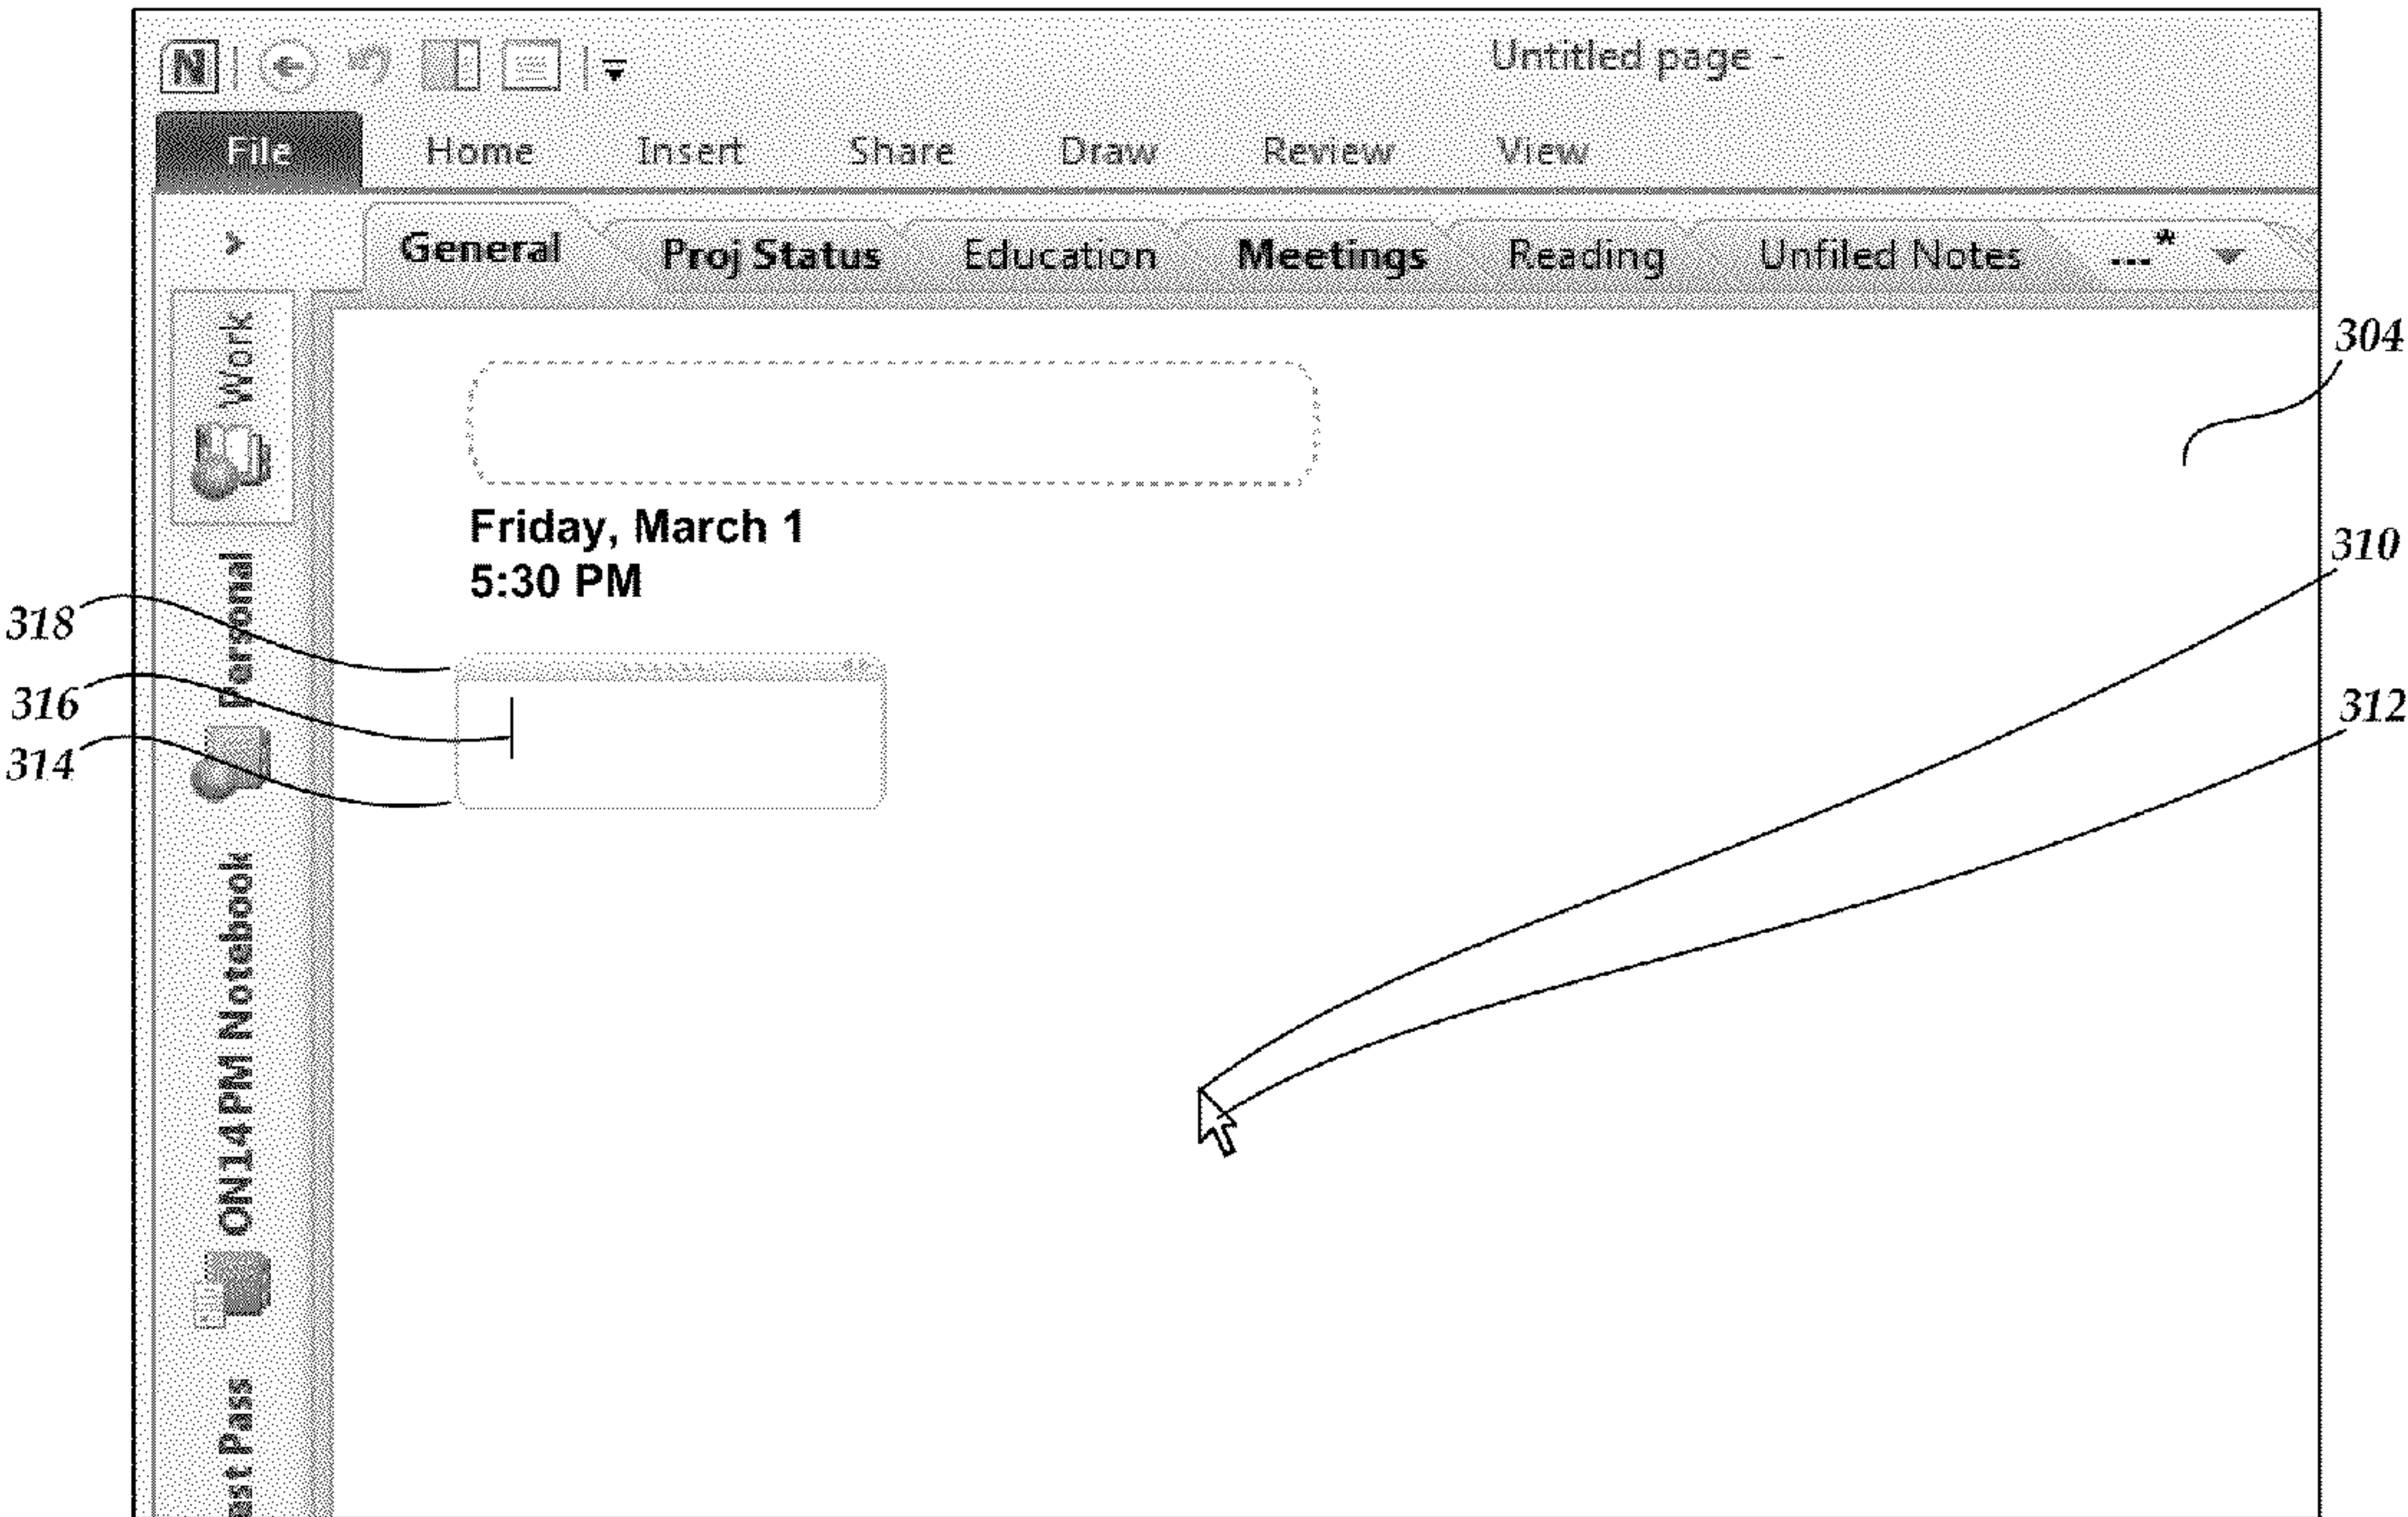 N
Untitled page -
File Home Insert Share Draw Review View
General Proj Status Education Meetings Reading Unfiled Notes ...*
Work
Personal
ON14 PM Notebook
Pass
Friday, March 1
5:30 PM
304
310
312
318
316
314